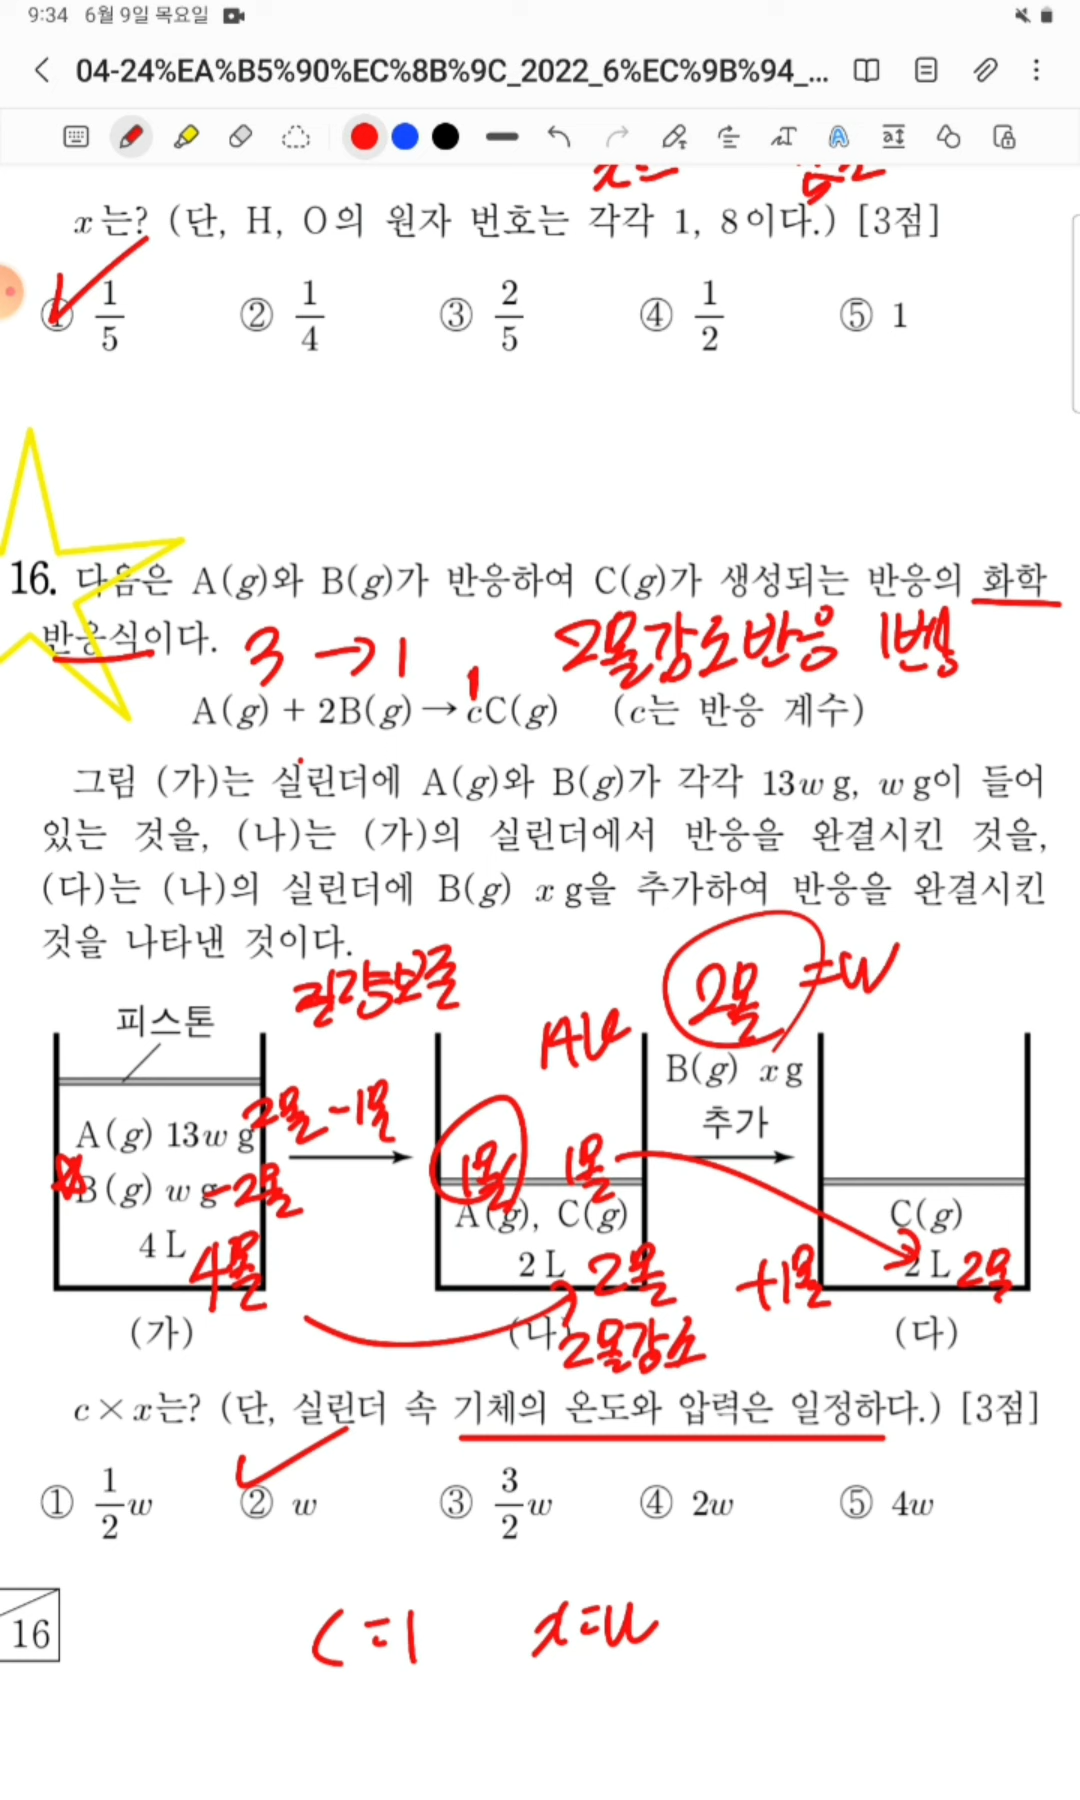 9:34 6월 9일 목요일
04-24%EA%B5%90%EC%8B%9C_2022_6%EC%9B%94_...
x는? (단, H, O의 원자 번호는 각각 1, 8이다.) [3점]
① 1/5 ② 1/4 ③ 2/5 ④ 1/2 ⑤ 1
16. 다음은 A(g)와 B(g)가 반응하여 C(g)가 생성되는 반응의 화학
반응식이다.
3 → 1 2몰감소반응 1번
1
A(g) + 2B(g) → cC(g) (c는 반응 계수)
그림 (가)는 실린더에 A(g)와 B(g)가 각각 13w g, w g이 들어
있는 것을, (나)는 (가)의 실린더에서 반응을 완결시킨 것을,
(다)는 (나)의 실린더에 B(g) x g을 추가하여 반응을 완결시킨
것을 나타낸 것이다.
질량보존
2몰 = w
피스톤
B(g) x g
추가
A(g) 13w g
2몰 -1몰
B(g) w g
-2몰
4 L
4몰
1몰 1몰
A(g), C(g)
2 L 2몰
+1몰
C(g)
2 L 2몰
(가) (나) (다)
2몰감소
c×x는? (단, 실린더 속 기체의 온도와 압력은 일정하다.) [3점]
① 1/2 w ② w ③ 3/2 w ④ 2w ⑤ 4w
16
c = 1 x = w